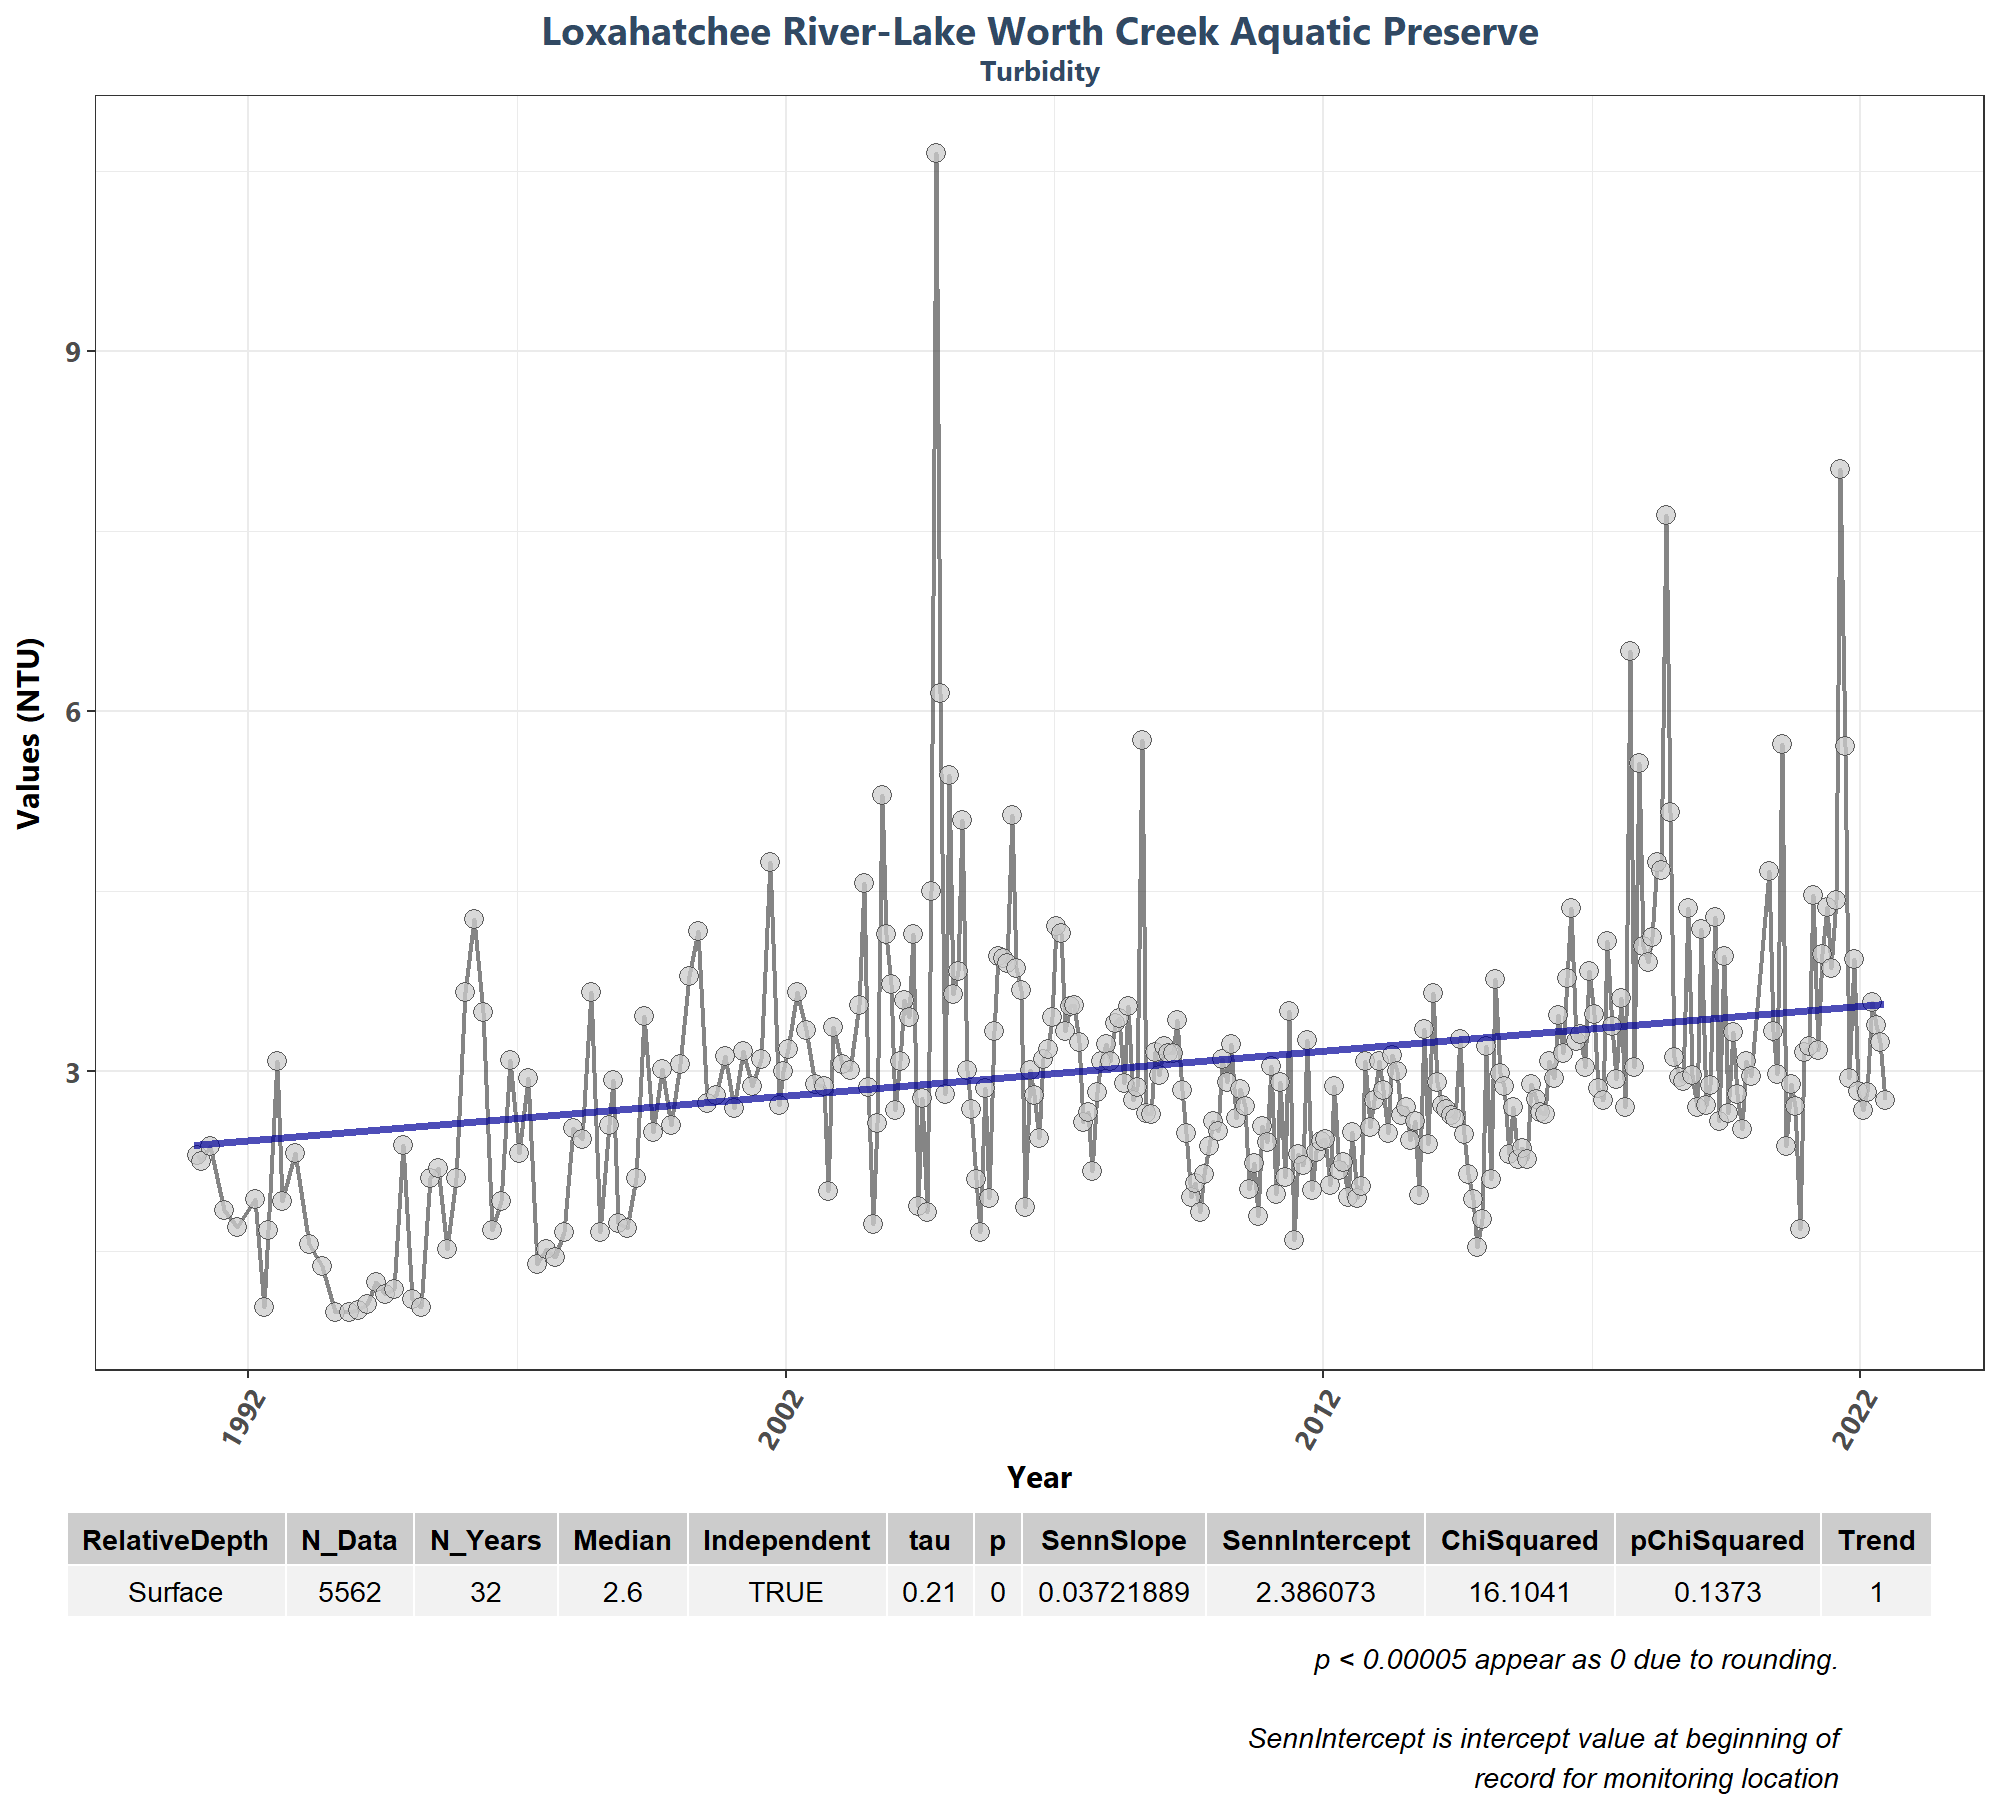 Loxahatchee River-Lake Worth Creek Aquatic Preserve
Turbidity
Values (NTU)
9
6
3
1992
2002
2012
2022
Year
RelativeDepth N_Data N_Years Median Independent tau p SennSlope SennIntercept ChiSquared pChiSquared Trend
Surface 5562 32 2.6 TRUE 0.21 0 0.03721889 2.386073 16.1041 0.1373 1
p < 0.00005 appear as 0 due to rounding.
SennIntercept is intercept value at beginning of
record for monitoring location